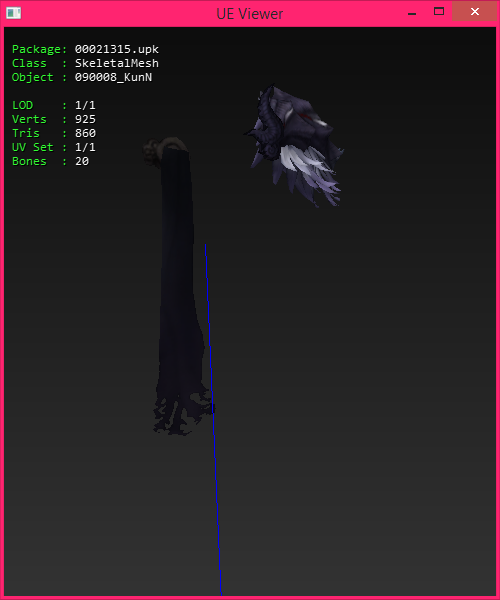 UE Viewer
Package: 00021315.upk
Class  : SkeletalMesh
Object : 090008_KunN
LOD    : 1/1
Verts  : 925
Tris   : 860
UV Set : 1/1
Bones  : 20